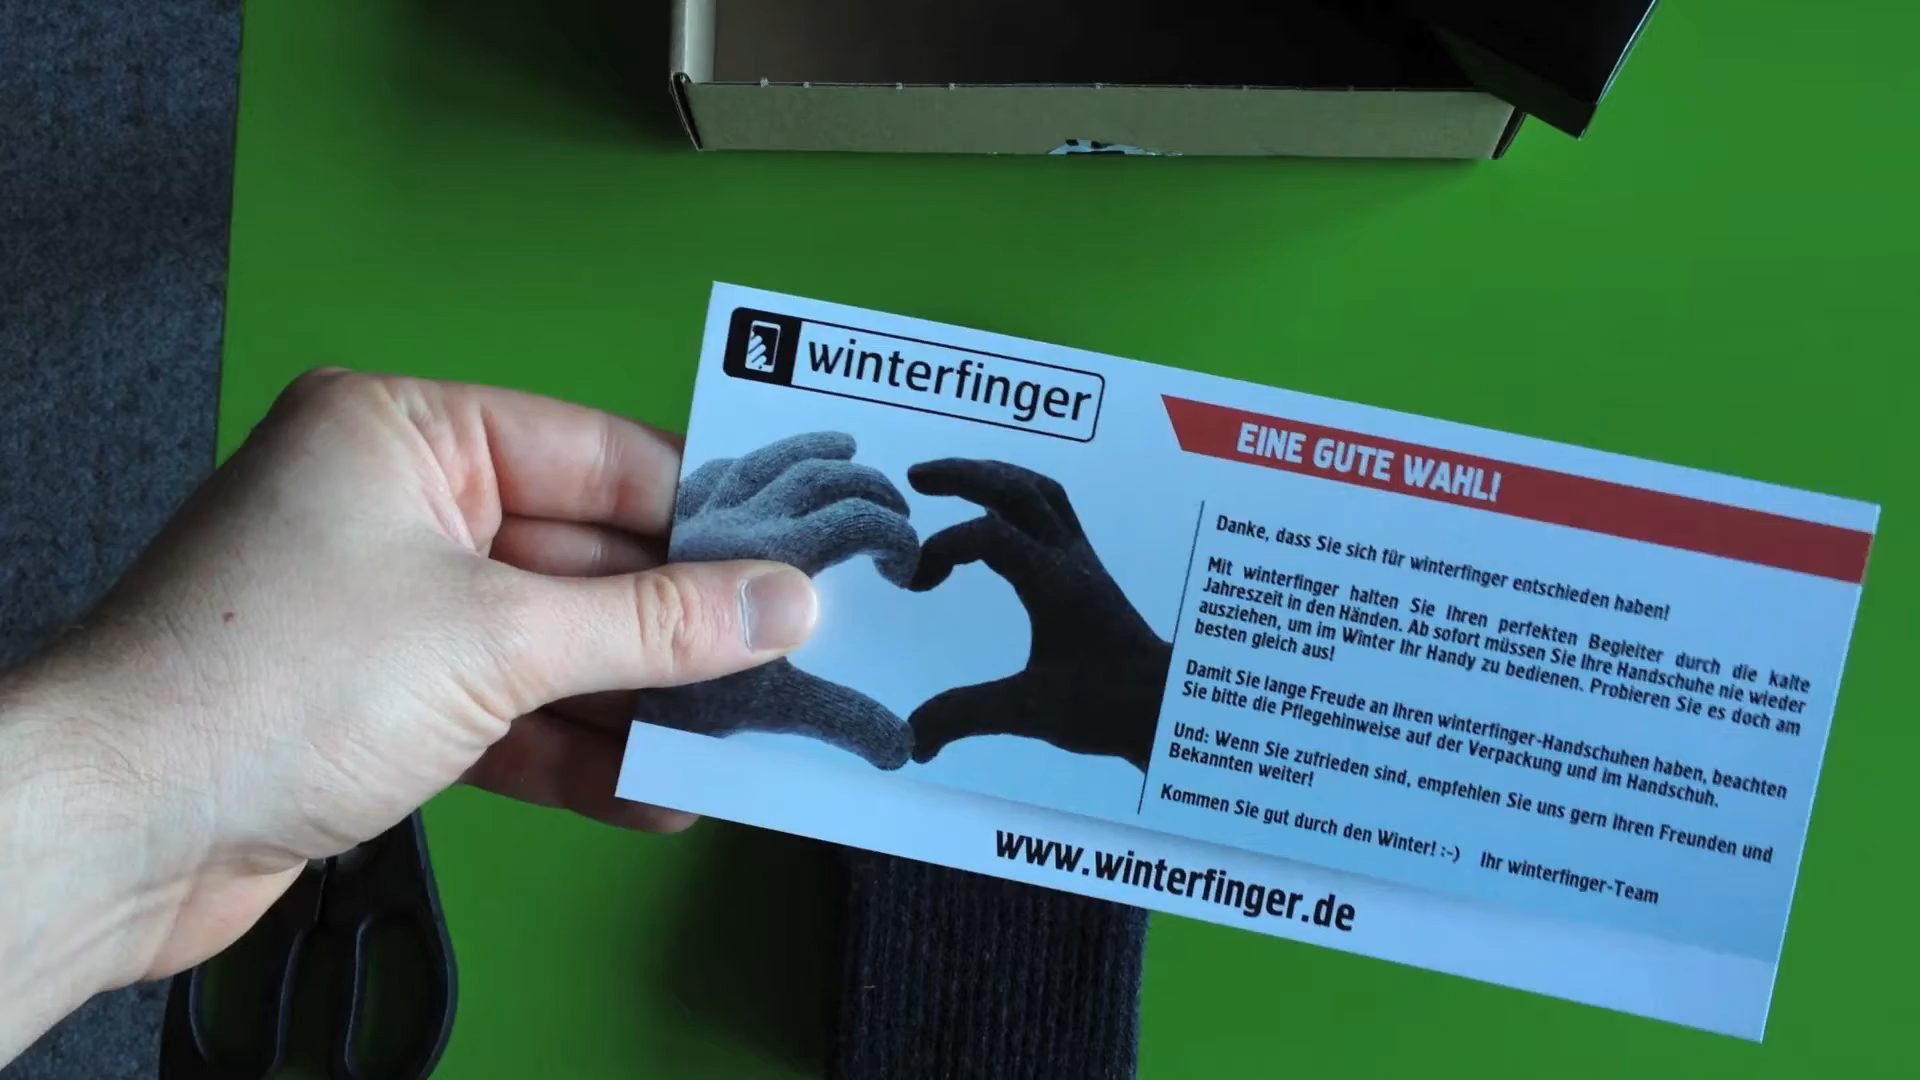 winterfinger
EINE GUTE WAHL!
Danke, dass Sie sich für winterfinger entschieden haben!
Mit winterfinger halten Sie Ihren perfekten Begleiter durch die kalte
Jahreszeit in den Händen. Ab sofort müssen Sie Ihre Handschuhe nie wieder
ausziehen, um im Winter Ihr Handy zu bedienen. Probieren Sie es doch am
besten gleich aus!
Damit Sie lange Freude an Ihren winterfinger-Handschuhen haben, beachten
Sie bitte die Pflegehinweise auf der Verpackung und im Handschuh.
Und: Wenn Sie zufrieden sind, empfehlen Sie uns gern Ihren Freunden und
Bekannten weiter!
Kommen Sie gut durch den Winter! :-) Ihr winterfinger-Team
www.winterfinger.de